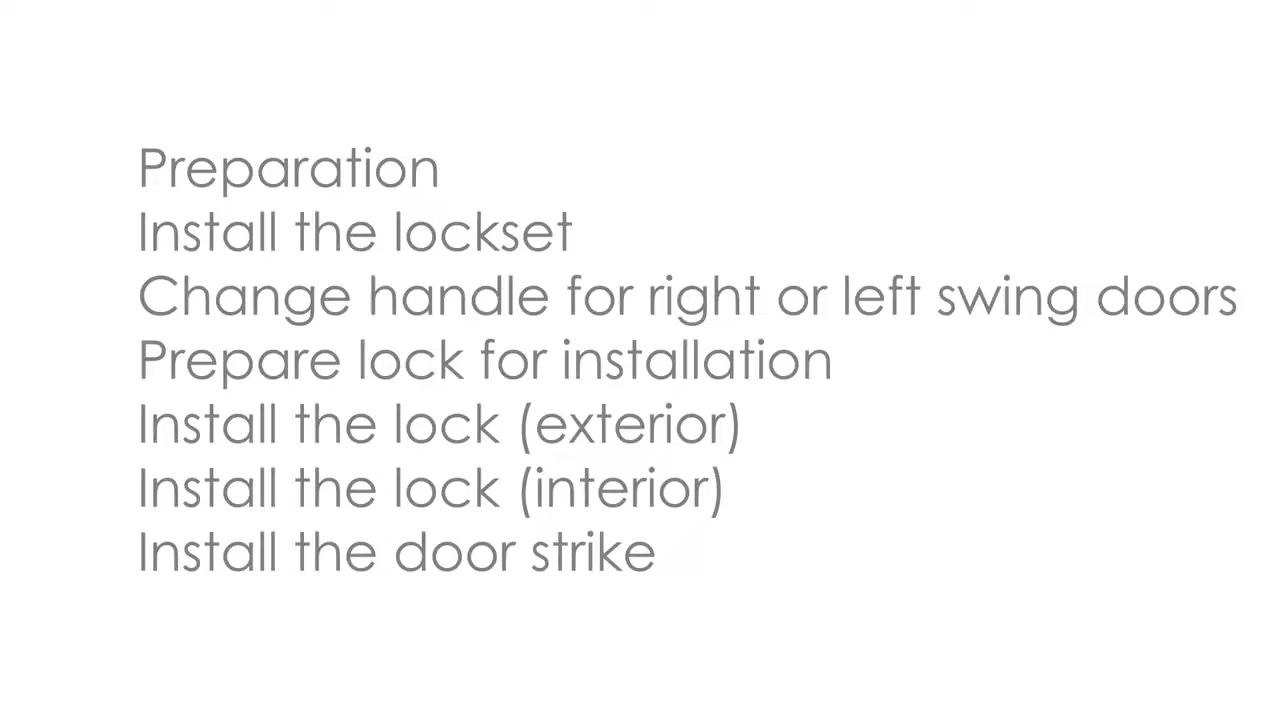 Preparation
Install the lockset
Change handle for right or left swing doors
Prepare lock for installation
Install the lock (exterior)
Install the lock (interior)
Install the door strike